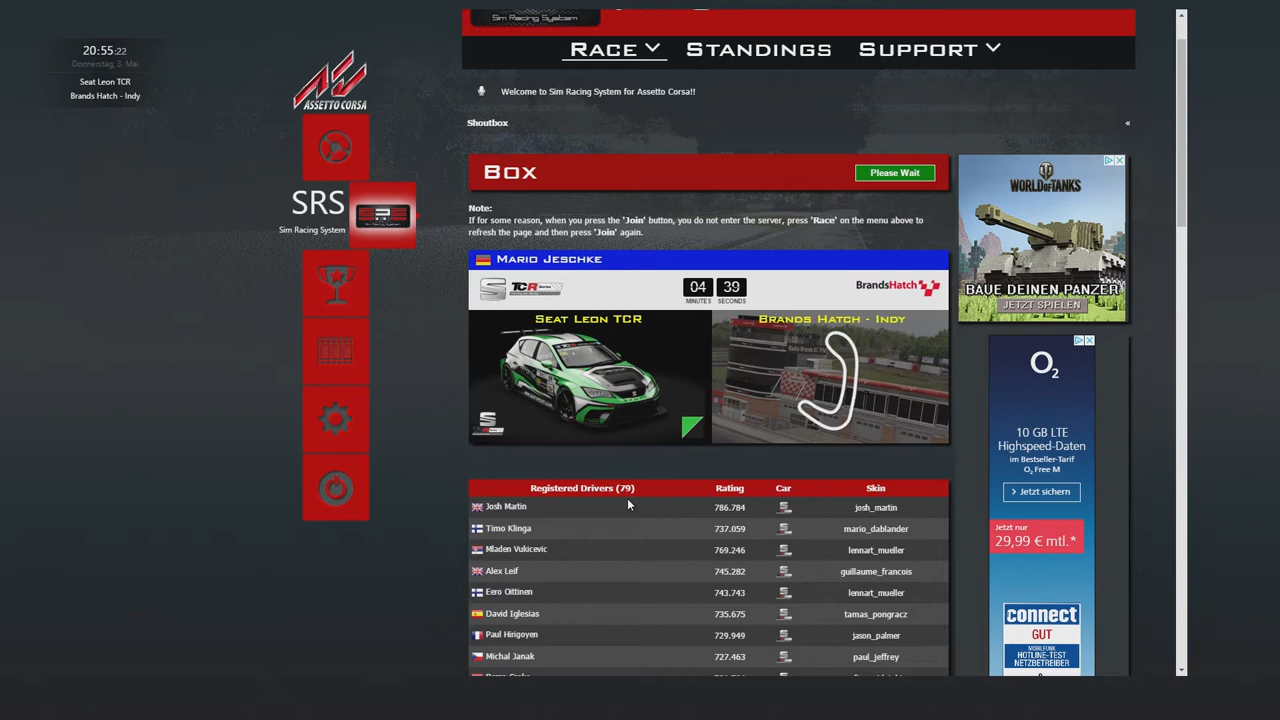 20:55:22
Donnerstag, 3. Mai
Seat Leon TCR
Brands Hatch - Indy
ASSETTO CORSA
SRS
Sim Racing System
Sim Racing System
RACE
STANDINGS
SUPPORT
Welcome to Sim Racing System for Assetto Corsa!!
Shoutbox
«
BOX
Please Wait
Note:
If for some reason, when you press the 'Join' button, you do not enter the server, press 'Race' on the menu above to
refresh the page and then press 'Join' again.
MARIO JESCHKE
TCR Series
04 39
MINUTES SECONDS
BrandsHatch
SEAT LEON TCR
BRANDS HATCH - INDY
Registered Drivers (79) Rating Car Skin
Josh Martin 786.784 josh_martin
Timo Klinga 737.059 mario_dablander
Mladen Vukicevic 769.246 lennart_mueller
Alex Leif 745.282 guillaume_francois
Eero Oittinen 743.743 lennart_mueller
David Iglesias 735.675 tamas_pongracz
Paul Hirigoyen 729.949 jason_palmer
Michal Janak 727.463 paul_jeffrey
WORLD OF TANKS
BAUE DEINEN PANZER
JETZT SPIELEN
O2
10 GB LTE
Highspeed-Daten
im Bestseller-Tarif
O2 Free M
> Jetzt sichern
Jetzt nur
29,99 € mtl.*
connect
GUT
MOBILFUNK
HOTLINE-TEST
NETZBETREIBER